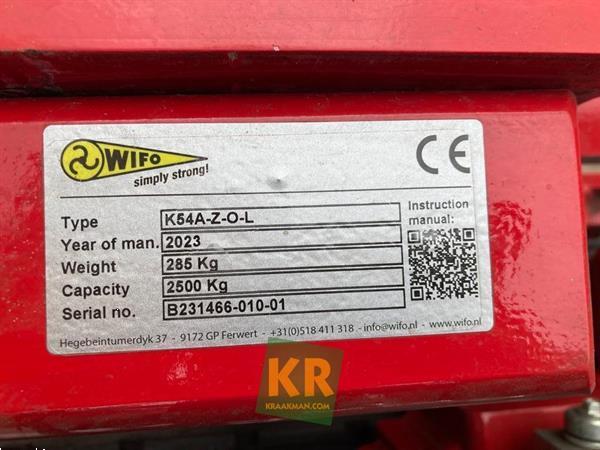 WIFO
simply strong!
CE
Type K54A-Z-O-L
Year of man. 2023
Weight 285 Kg
Capacity 2500 Kg
Serial no. B231466-010-01
Instruction
manual:
Hegebeintumerdyk 37 - 9172 GP Ferwert - +31(0)518 411 318 - info@wifo.nl - www.wifo.nl
KR
KRAAKMAN.COM